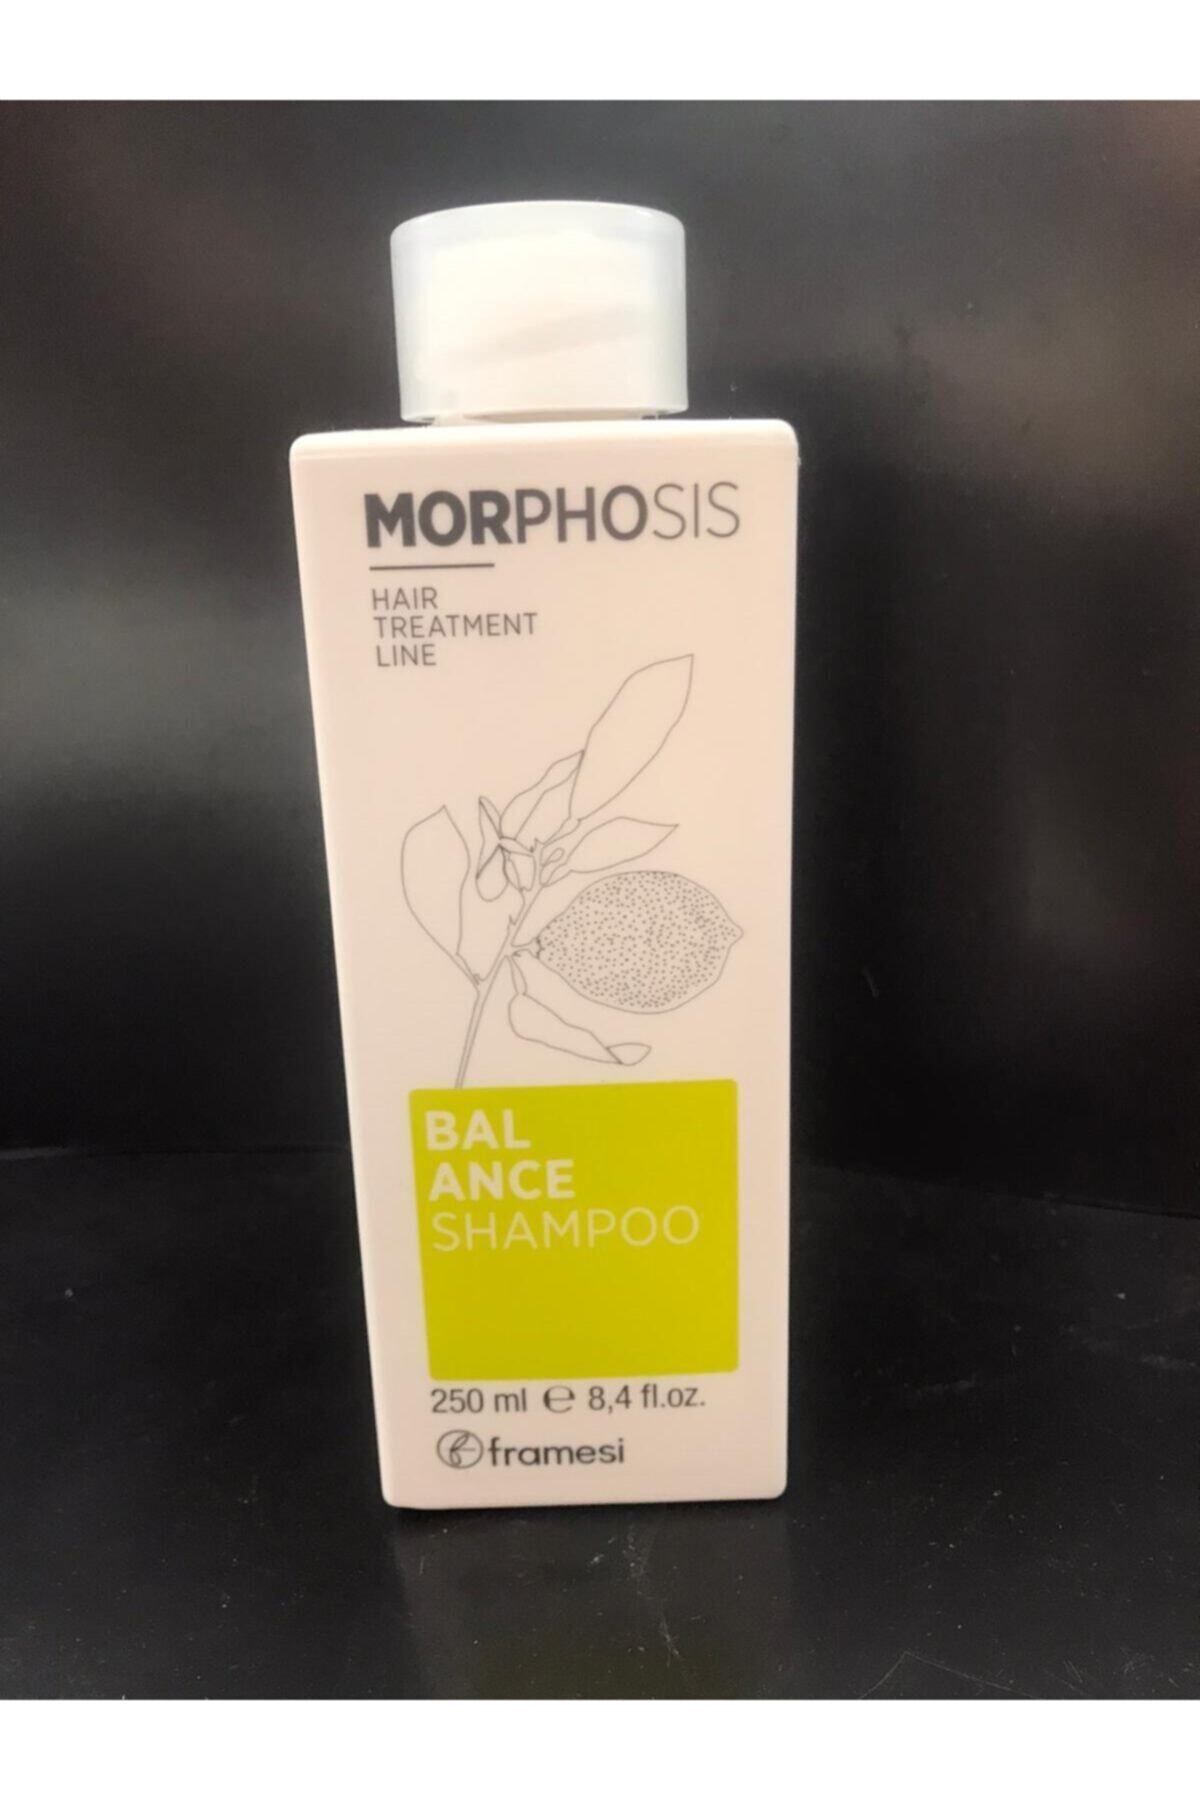 MORPHOSIS
HAIR
TREATMENT
LINE
BAL
ANCE
SHAMPOO
250 ml ℮ 8,4 fl.oz.
framesi